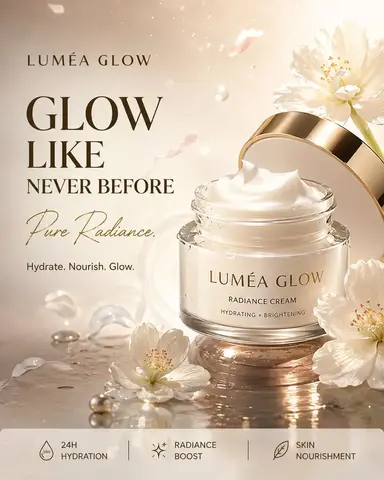 LUMÉA GLOW
GLOW
LIKE
NEVER BEFORE
Pure Radiance.
Hydrate. Nourish. Glow.
LUMÉA GLOW
RADIANCE CREAM
HYDRATING + BRIGHTENING
24H
HYDRATION
RADIANCE
BOOST
SKIN
NOURISHMENT